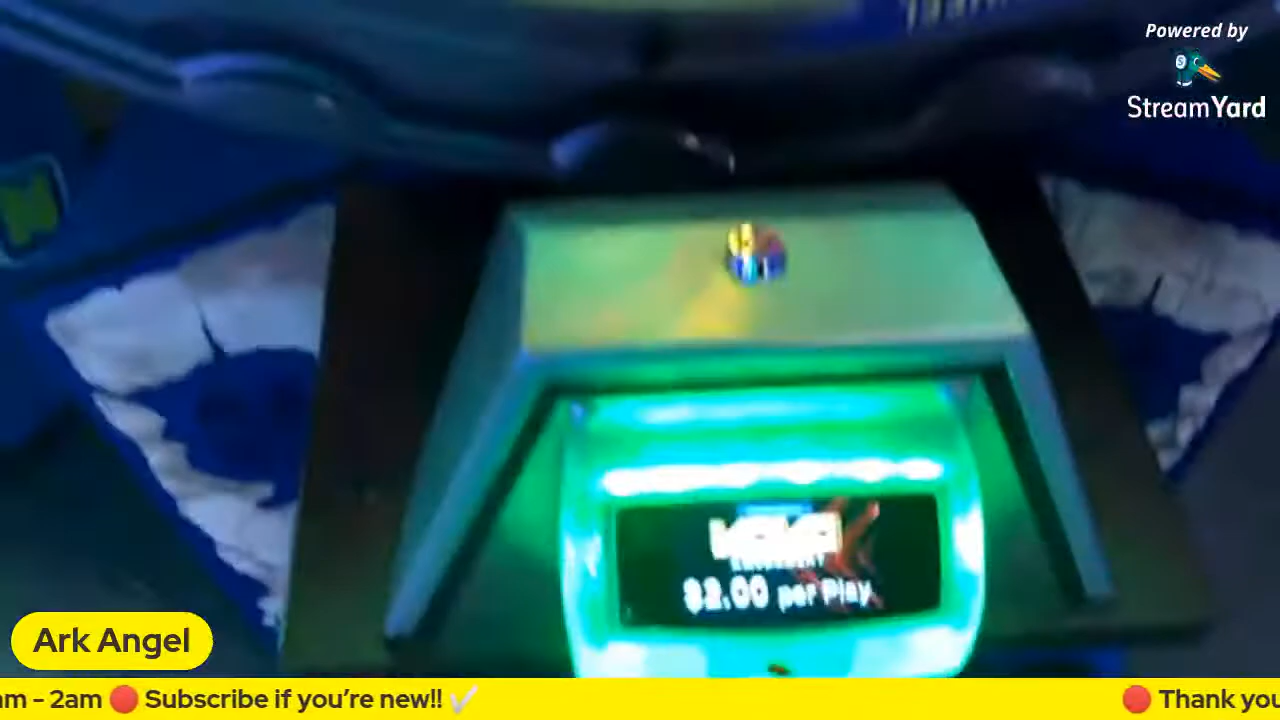 Powered by
StreamYard
$2.00 per Play
Ark Angel
am - 2am 🔴 Subscribe if you're new!! ✓
🔴 Thank you